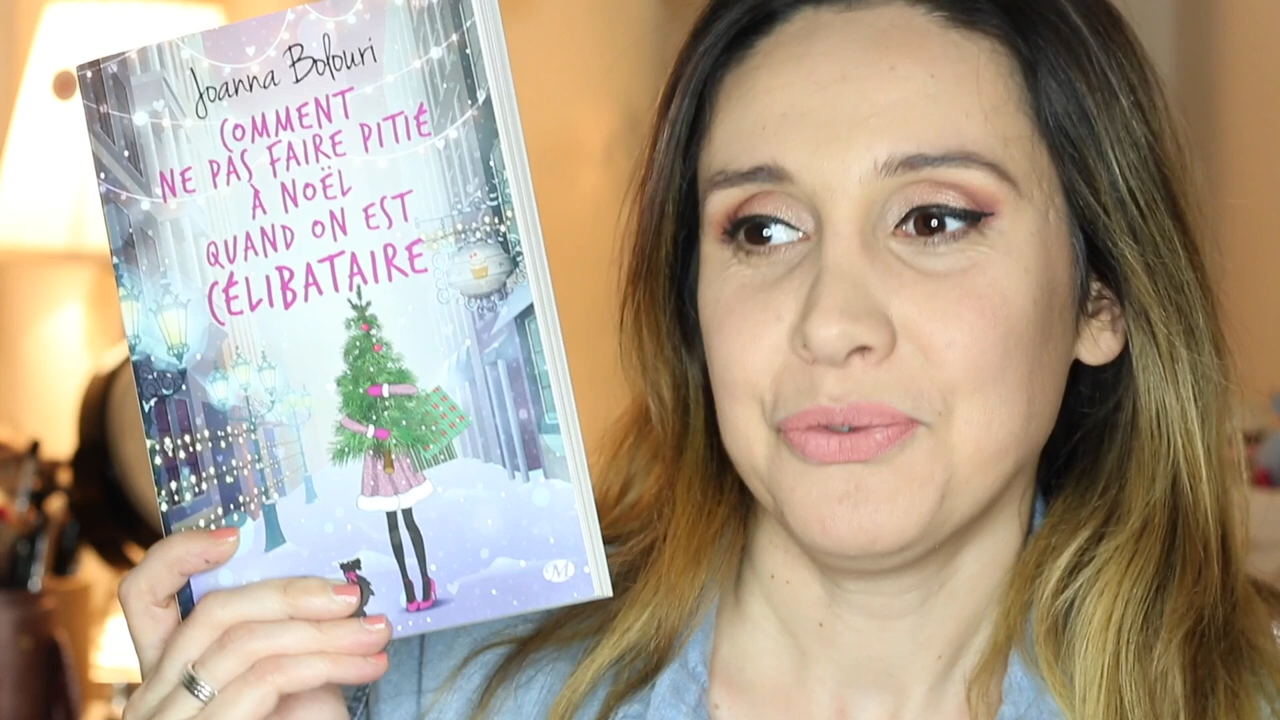 Joanna Bolouri
COMMENT
NE PAS FAIRE PITIÉ
À NOËL
QUAND ON EST
CÉLIBATAIRE
M